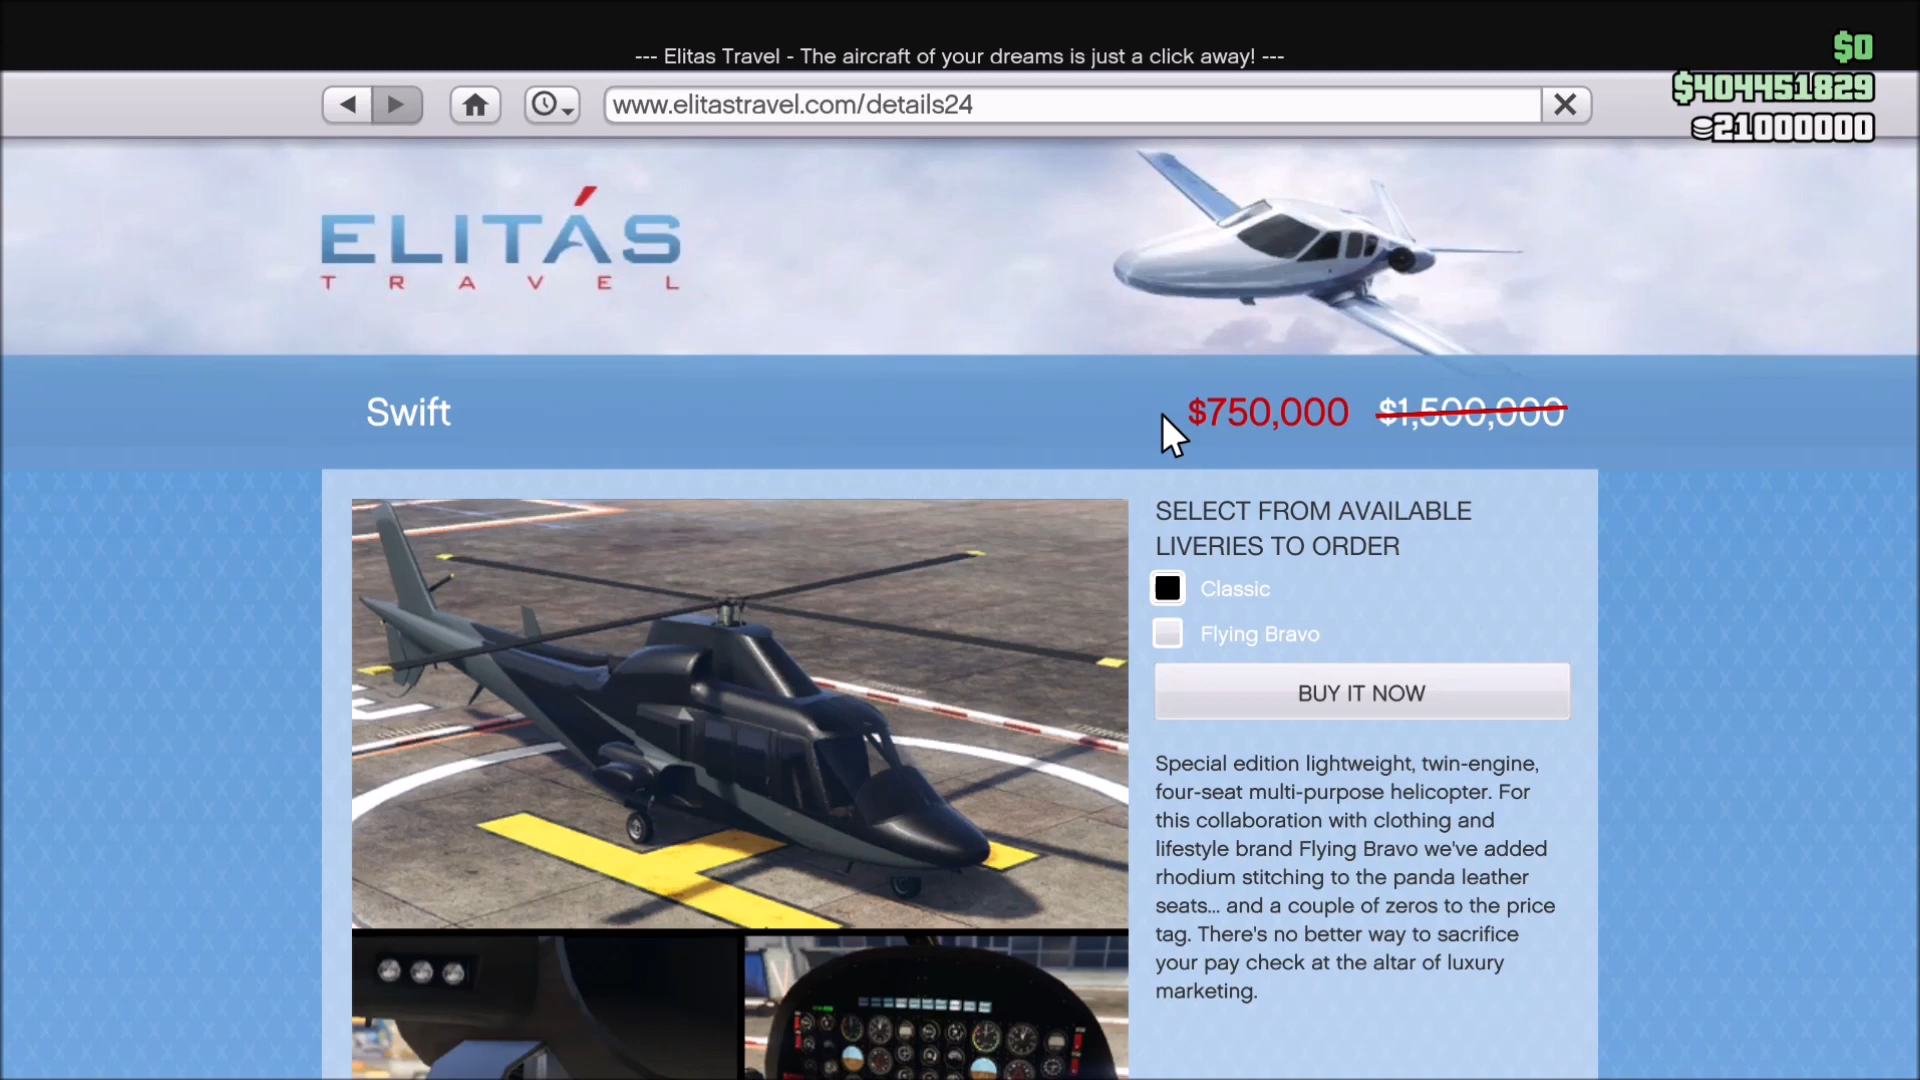 --- Elitas Travel - The aircraft of your dreams is just a click away! ---
$0
$404451829
21000000
www.elitastravel.com/details24
ELITÁS
TRAVEL
Swift
$750,000 $1,500,000
SELECT FROM AVAILABLE
LIVERIES TO ORDER
Classic
Flying Bravo
BUY IT NOW
Special edition lightweight, twin-engine,
four-seat multi-purpose helicopter. For
this collaboration with clothing and
lifestyle brand Flying Bravo we've added
rhodium stitching to the panda leather
seats... and a couple of zeros to the price
tag. There's no better way to sacrifice
your pay check at the altar of luxury
marketing.